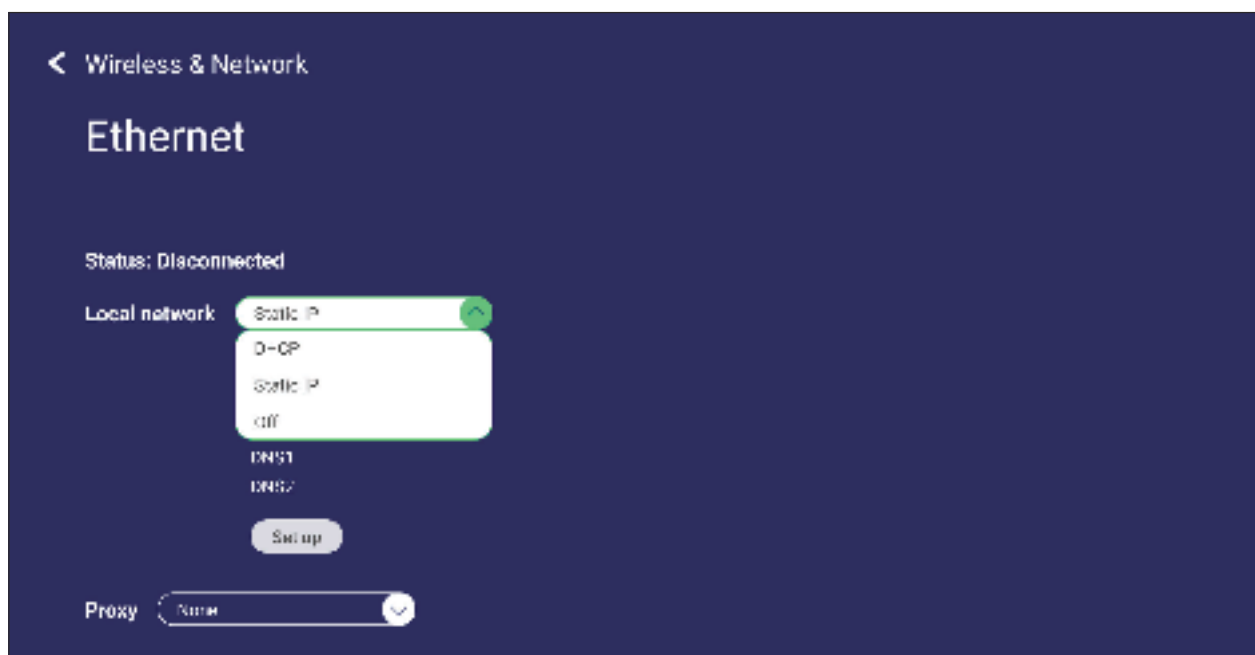 Wireless & Network
Ethernet
Status: Disconnected
Local network Static IP
DHCP
Static IP
Off
DNS1
DNS2
Set up
Proxy None